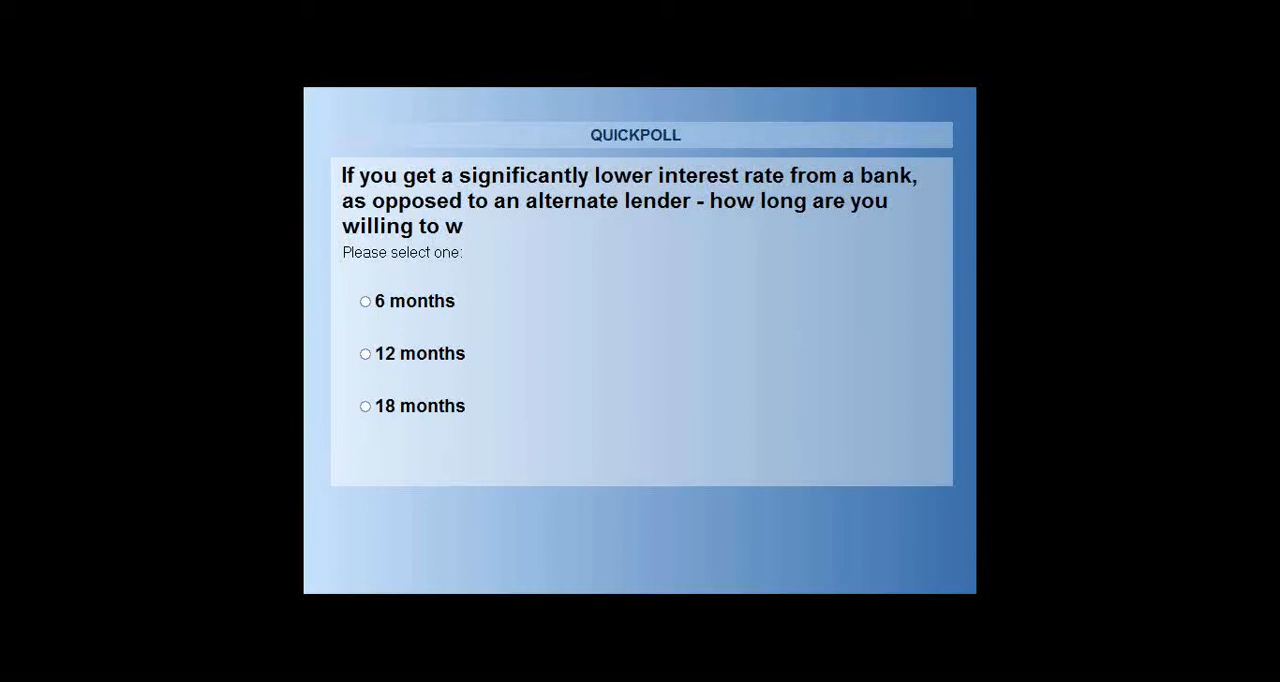 QUICKPOLL
If you get a significantly lower interest rate from a bank,
as opposed to an alternate lender - how long are you
willing to w
Please select one:
6 months
12 months
18 months